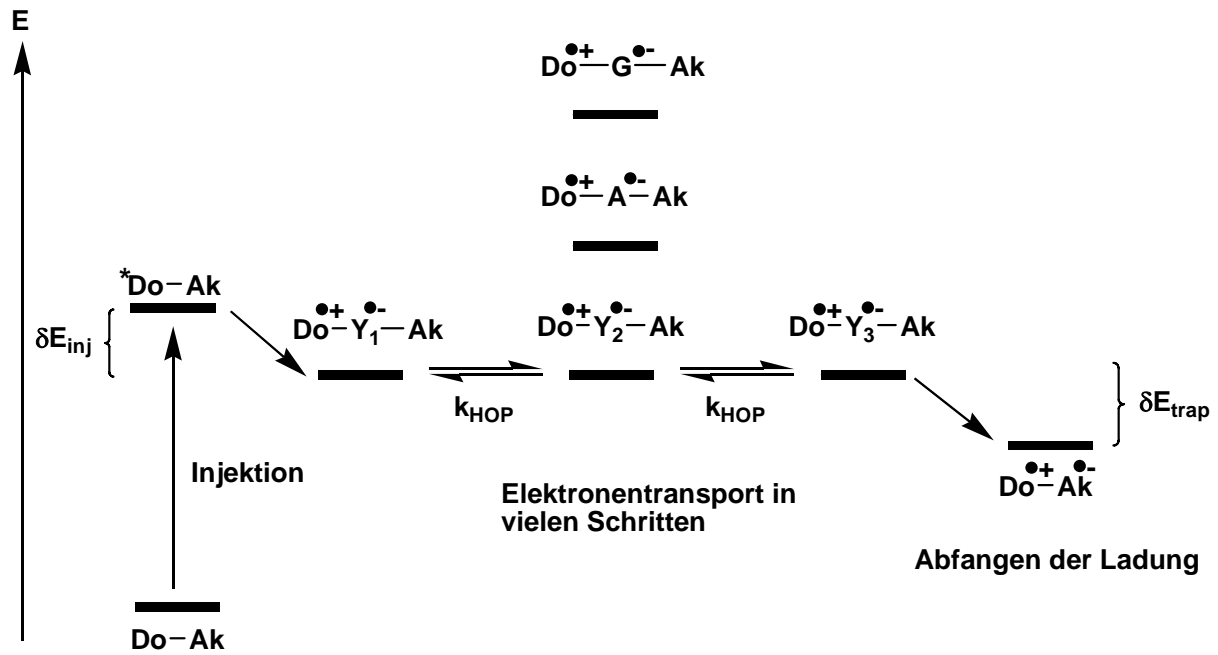 E
Do•+—G•-—Ak
Do•+—A•-—Ak
*Do–Ak
δEinj
Do•+–Y1•-—Ak
Do•+–Y2•-—Ak
Do•+–Y3•-—Ak
kHOP
kHOP
δEtrap
Injektion
Elektronentransport in
vielen Schritten
Do•+–Ak•-
Abfangen der Ladung
Do–Ak